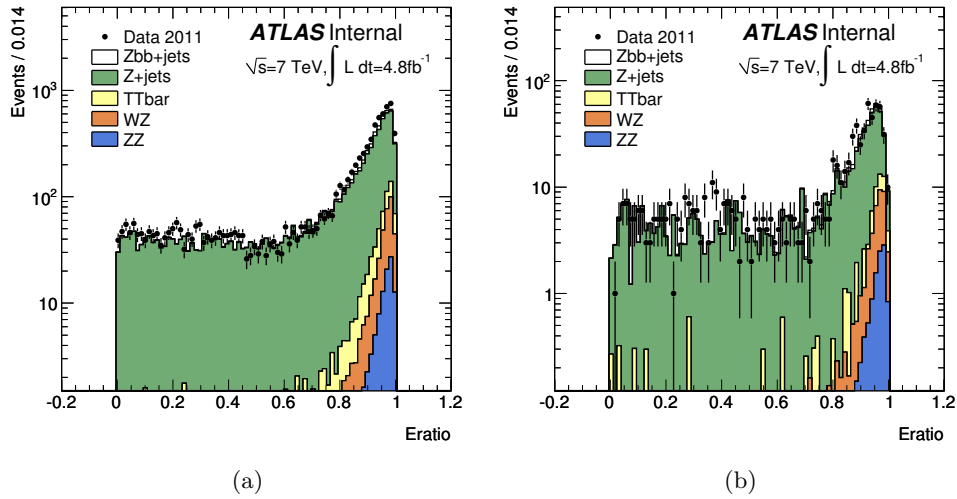 Events / 0.014
10³
10²
10
-0.2 0 0.2 0.4 0.6 0.8 1 1.2
Eratio
Data 2011
Zbb+jets
Z+jets
TTbar
WZ
ZZ
ATLAS Internal
√s=7 TeV, ∫ L dt=4.8fb⁻¹
(a)
Events / 0.014
10²
10
1
-0.2 0 0.2 0.4 0.6 0.8 1 1.2
Eratio
Data 2011
Zbb+jets
Z+jets
TTbar
WZ
ZZ
ATLAS Internal
√s=7 TeV, ∫ L dt=4.8fb⁻¹
(b)